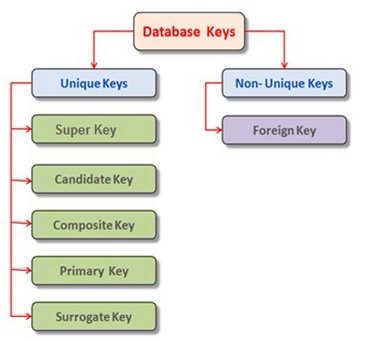 Database Keys
Unique Keys
Non- Unique Keys
Super Key
Foreign Key
Candidate Key
Composite Key
Primary Key
Surrogate Key